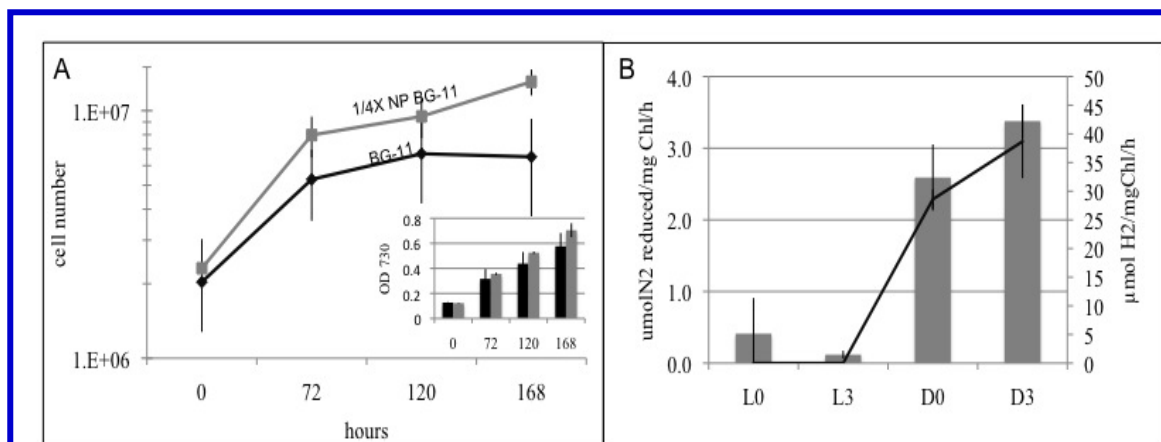 A
cell number
1.E+07
1.E+06
1/4X NP BG-11
BG-11
0 72 120 168
hours
OD 730
0.8
0.6
0.4
0.2
0
0 72 120 168
B
umolN2 reduced/mg Chl/h
4.0
3.0
2.0
1.0
0.0
L0 L3 D0 D3
50
45
40
35
30
25
20
15
10
5
0
µmol H2/mgChl/h